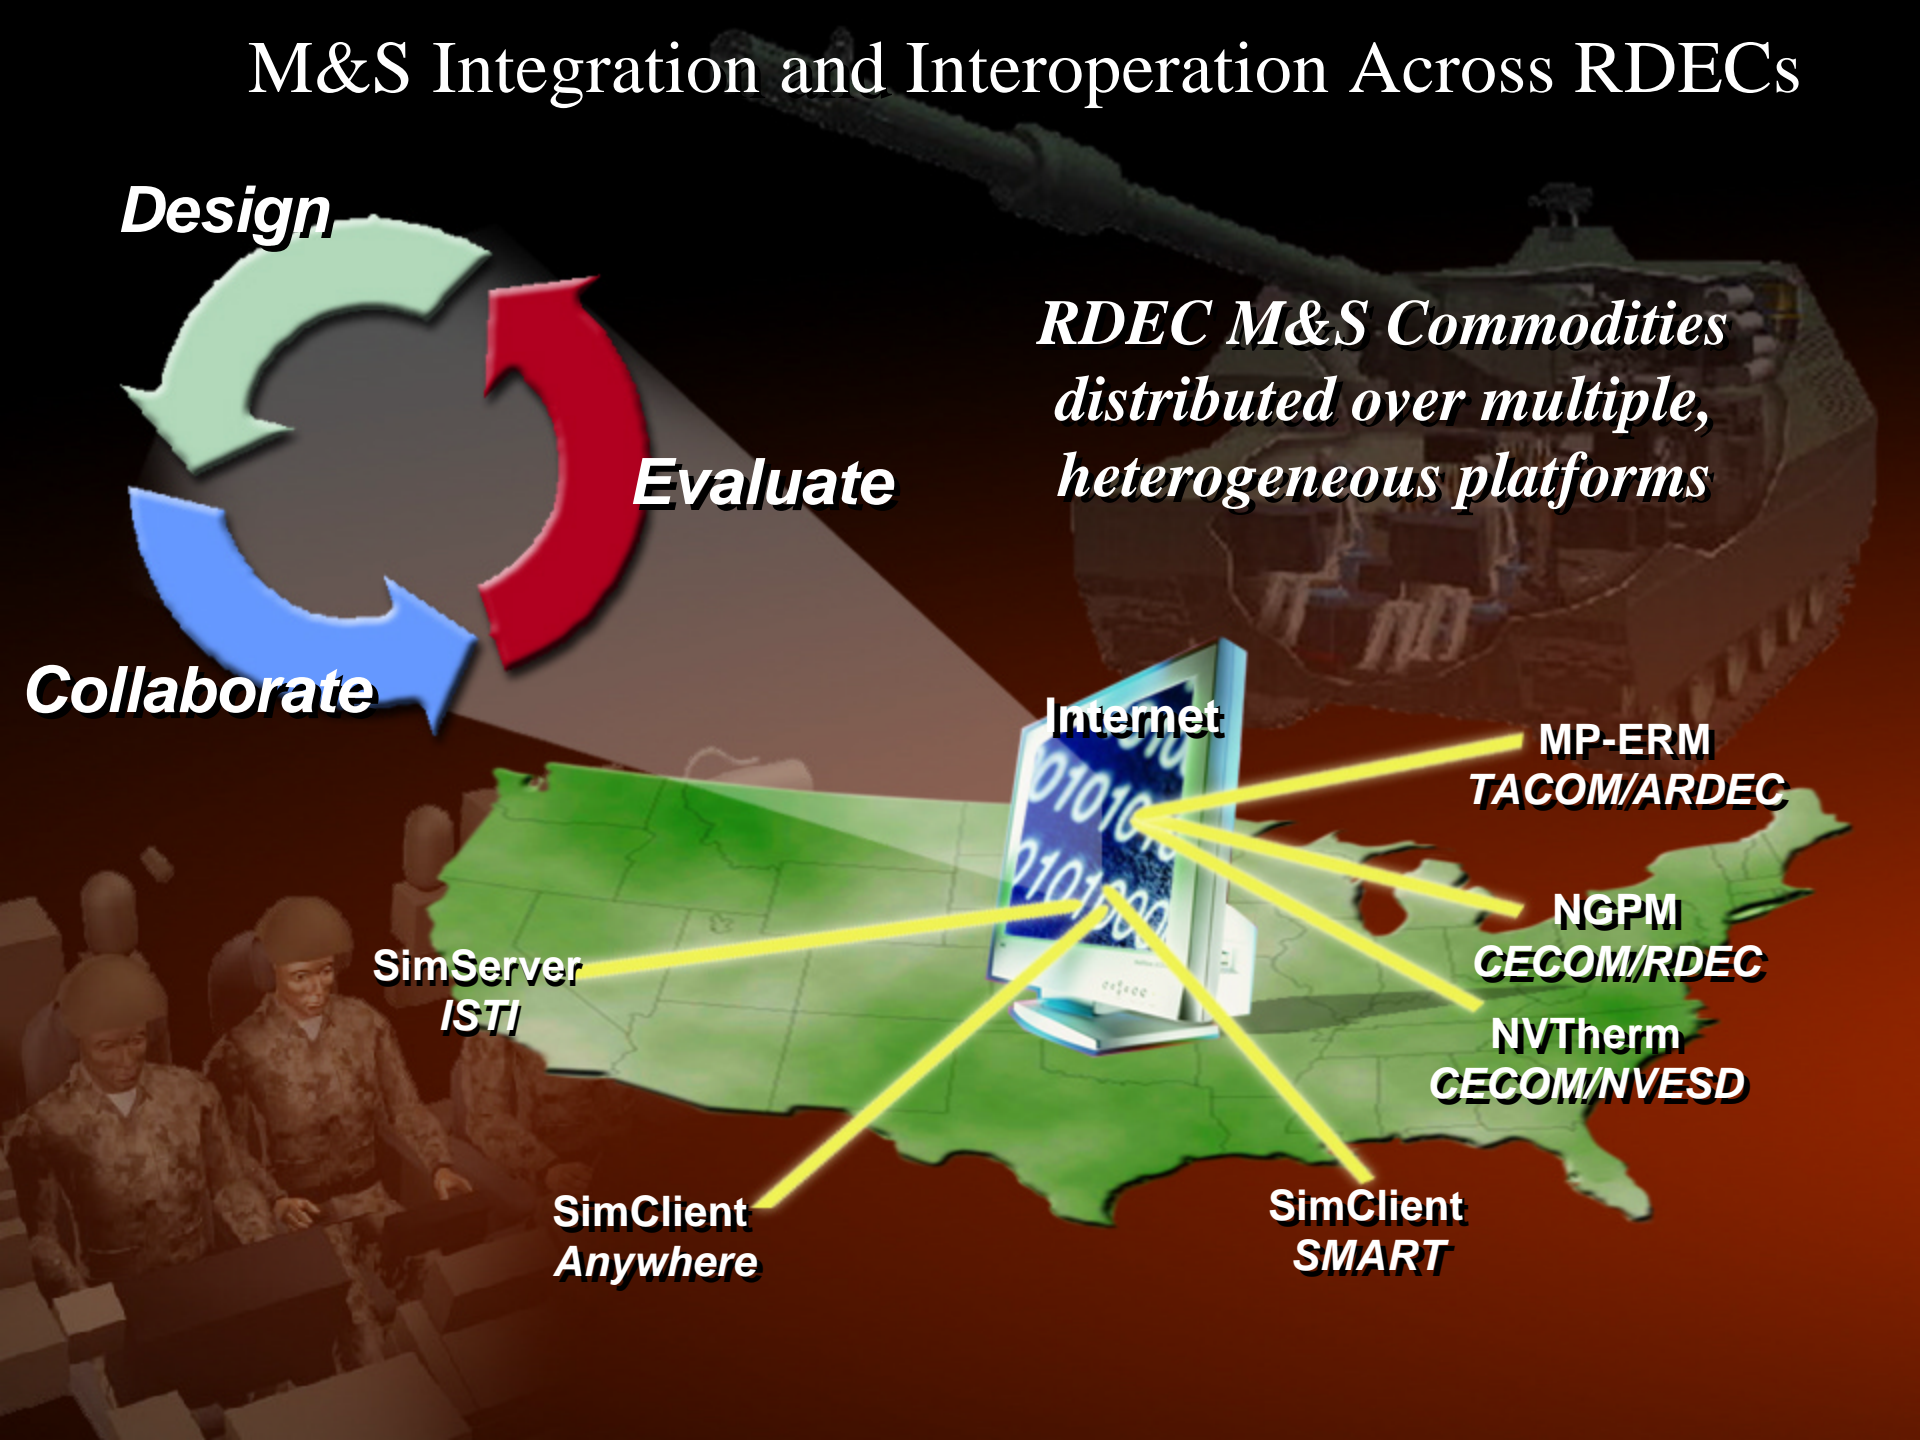 M&S Integration and Interoperation Across RDECs
Design
RDEC M&S Commodities
distributed over multiple,
heterogeneous platforms
Evaluate
Collaborate
Internet
MP-ERM
TACOM/ARDEC
NGPM
CECOM/RDEC
SimServer
ISTI
NVTherm
CECOM/NVESD
SimClient
Anywhere
SimClient
SMART